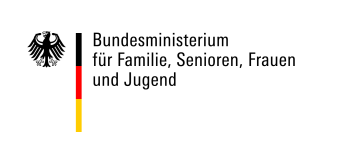 Bundesministerium
für Familie, Senioren, Frauen
und Jugend